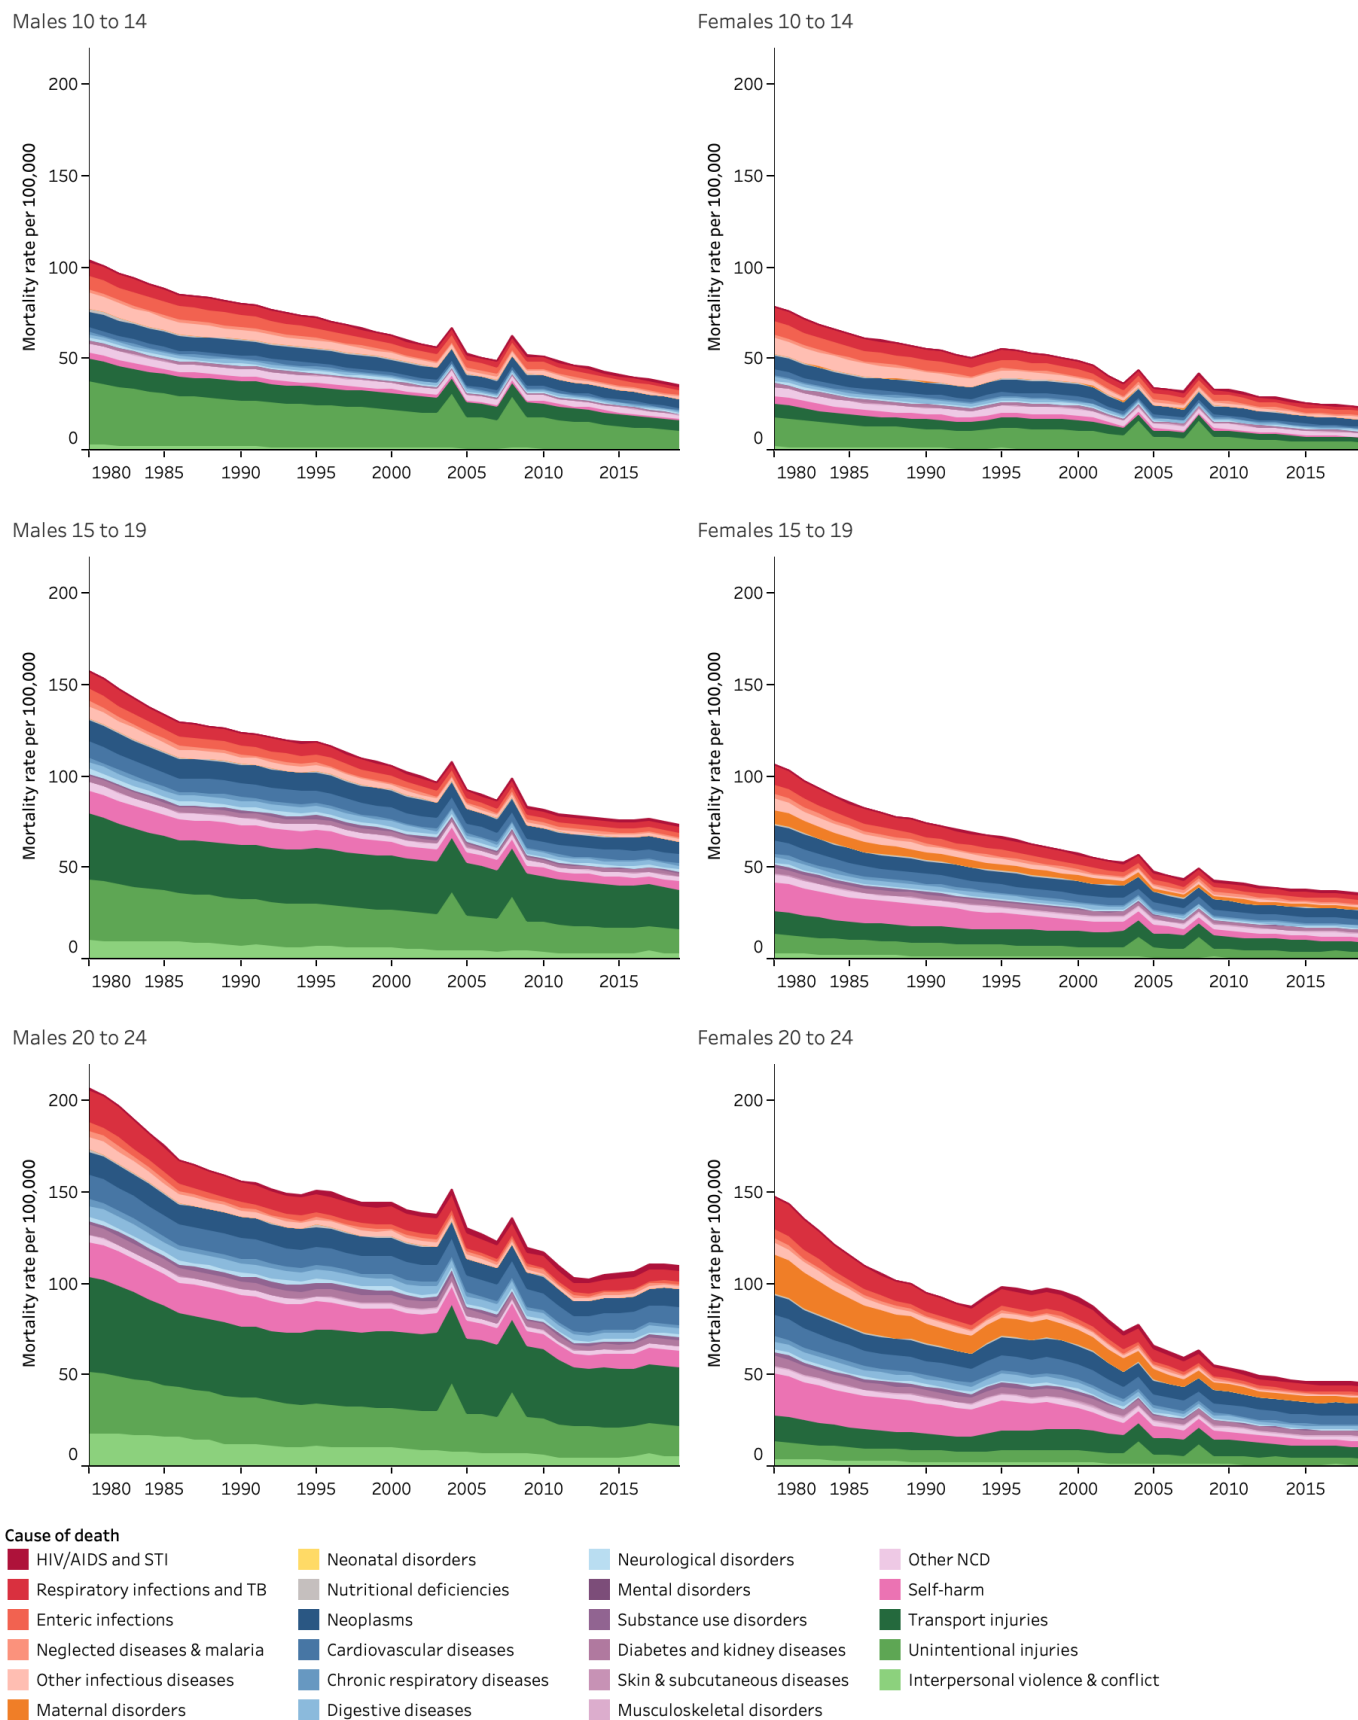 Males 10 to 14
Females 10 to 14
Mortality rate per 100,000
200
150
100
50
0
1980 1985 1990 1995 2000 2005 2010 2015
Mortality rate per 100,000
200
150
100
50
0
1980 1985 1990 1995 2000 2005 2010 2015
Males 15 to 19
Females 15 to 19
Mortality rate per 100,000
200
150
100
50
0
1980 1985 1990 1995 2000 2005 2010 2015
Mortality rate per 100,000
200
150
100
50
0
1980 1985 1990 1995 2000 2005 2010 2015
Males 20 to 24
Females 20 to 24
Mortality rate per 100,000
200
150
100
50
0
1980 1985 1990 1995 2000 2005 2010 2015
Mortality rate per 100,000
200
150
100
50
0
1980 1985 1990 1995 2000 2005 2010 2015
Cause of death
HIV/AIDS and STI
Respiratory infections and TB
Enteric infections
Neglected diseases & malaria
Other infectious diseases
Maternal disorders
Neonatal disorders
Nutritional deficiencies
Neoplasms
Cardiovascular diseases
Chronic respiratory diseases
Digestive diseases
Neurological disorders
Mental disorders
Substance use disorders
Diabetes and kidney diseases
Skin & subcutaneous diseases
Musculoskeletal disorders
Other NCD
Self-harm
Transport injuries
Unintentional injuries
Interpersonal violence & conflict